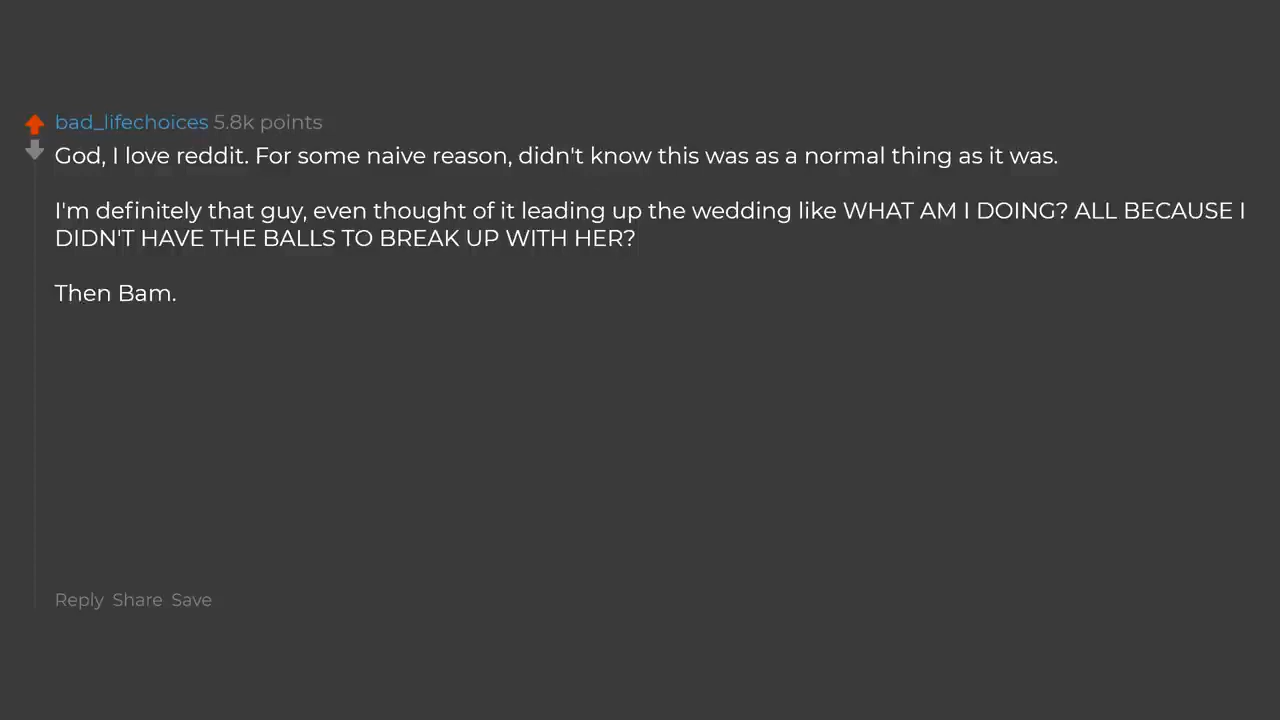 bad_lifechoices 5.8k points
God, I love reddit. For some naive reason, didn't know this was as a normal thing as it was.
I'm definitely that guy, even thought of it leading up the wedding like WHAT AM I DOING? ALL BECAUSE I
DIDN'T HAVE THE BALLS TO BREAK UP WITH HER?
Then Bam.
Reply Share Save